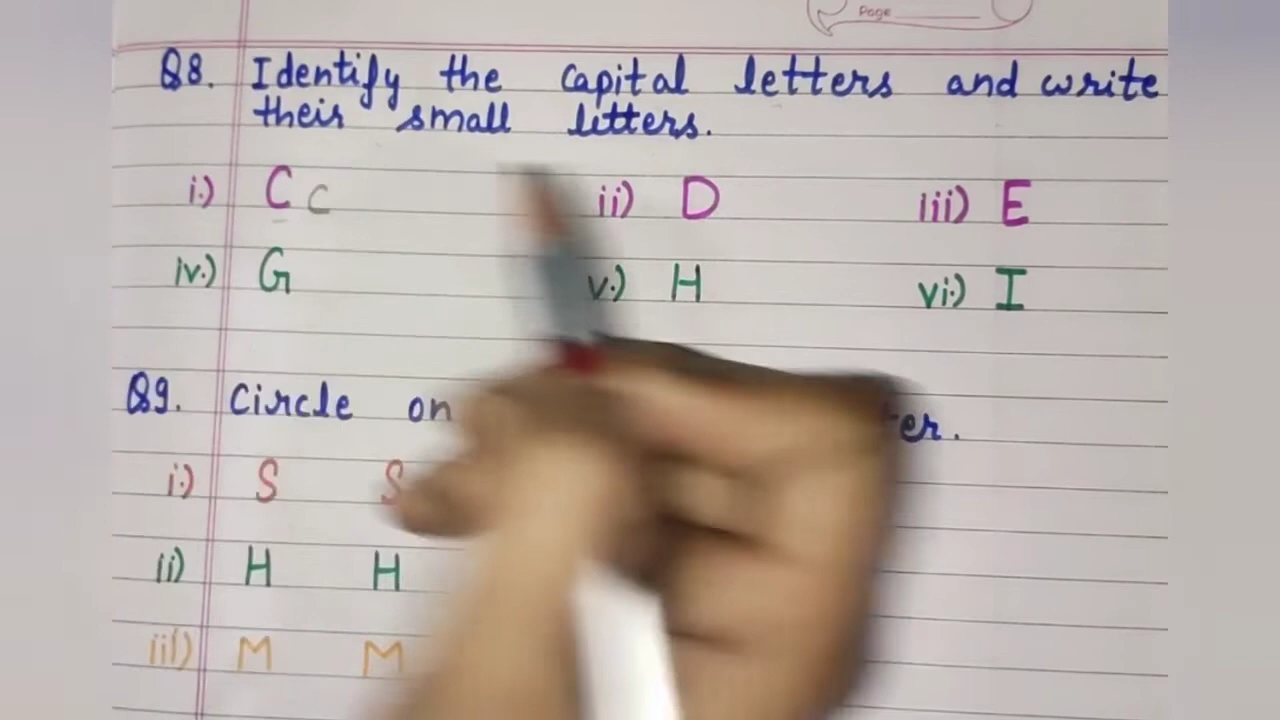 Page
Q8. Identify the capital letters and write
their small letters.
i.) C c ii) D iii) E
iv.) G v.) H vi.) I
Q9. Circle on
i.) S S
ii) H H
iii) M M